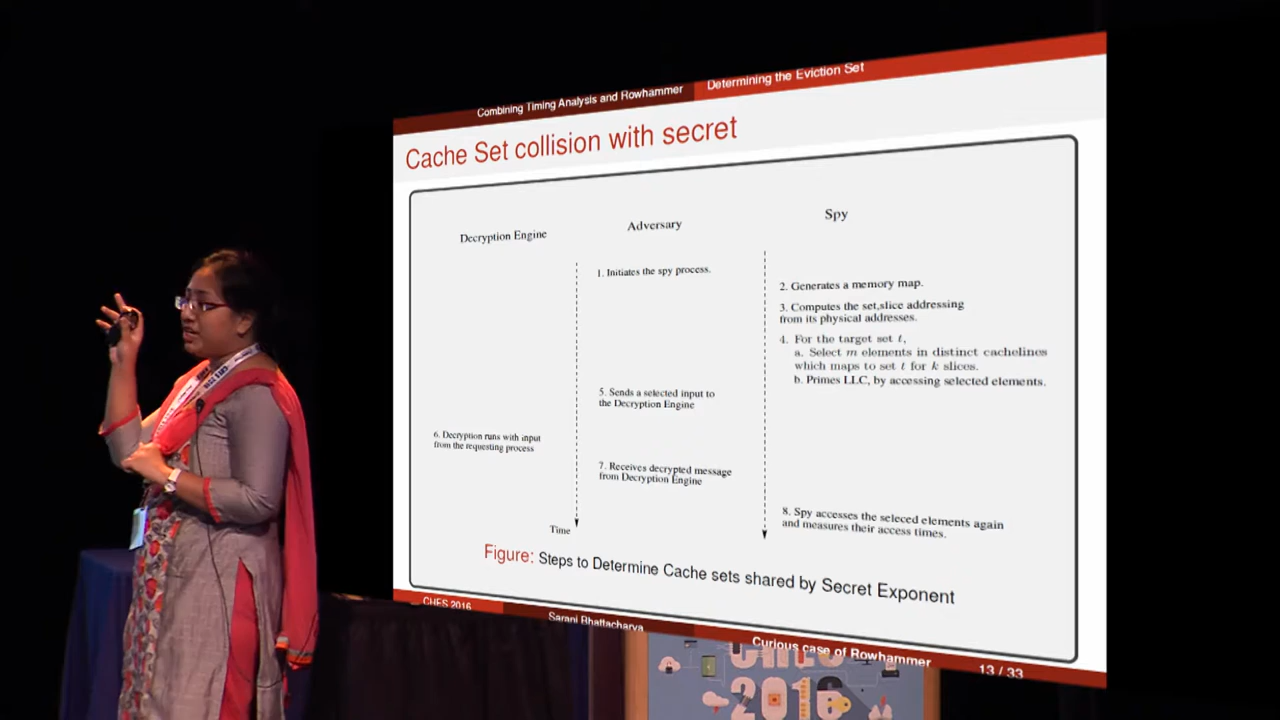 Combining Timing Analysis and Rowhammer
Determining the Eviction Set
Cache Set collision with secret
Decryption Engine
Adversary
Spy
1. Initiates the spy process.
2. Generates a memory map.
3. Computes the set,slice addressing
from its physical addresses.
4. For the target set t,
a. Select m elements in distinct cachelines
which maps to set t for k slices.
b. Primes LLC, by accessing selected elements.
5. Sends a selected input to
the Decryption Engine
6. Decryption runs with input
from the requesting process
7. Receives decrypted message
from Decryption Engine
8. Spy accesses the seleced elements again
and measures their access times.
Time
Figure: Steps to Determine Cache sets shared by Secret Exponent
CHES 2016
Sarani Bhattacharya
Curious case of Rowhammer
13 / 33
CHES
2016